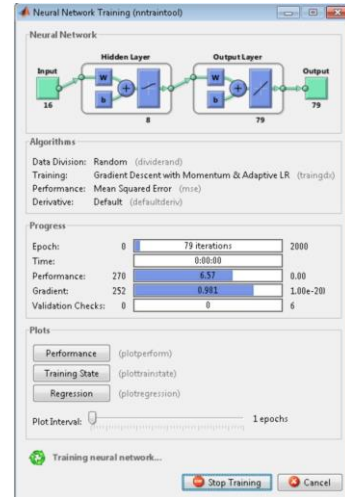 Neural Network Training (nntraintool)
Neural Network
Hidden Layer Output Layer
Input Output
W W
+ +
b b
16 79
8 79
Algorithms
Data Division: Random (dividerand)
Training: Gradient Descent with Momentum & Adaptive LR (traingdx)
Performance: Mean Squared Error (mse)
Derivative: Default (defaultderiv)
Progress
Epoch: 0 79 iterations 2000
Time: 0:00:00
Performance: 270 6.57 0.00
Gradient: 252 0.981 1.00e-20
Validation Checks: 0 0 6
Plots
Performance (plotperform)
Training State (plottrainstate)
Regression (plotregression)
Plot Interval: 1 epochs
Training neural network...
Stop Training Cancel